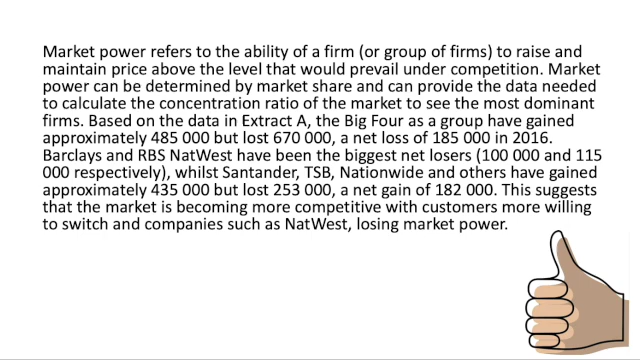 Market power refers to the ability of a firm (or group of firms) to raise and
maintain price above the level that would prevail under competition. Market
power can be determined by market share and can provide the data needed
to calculate the concentration ratio of the market to see the most dominant
firms. Based on the data in Extract A, the Big Four as a group have gained
approximately 485 000 but lost 670 000, a net loss of 185 000 in 2016.
Barclays and RBS NatWest have been the biggest net losers (100 000 and 115
000 respectively), whilst Santander, TSB, Nationwide and others have gained
approximately 435 000 but lost 253 000, a net gain of 182 000. This suggests
that the market is becoming more competitive with customers more willing
to switch and companies such as NatWest, losing market power.